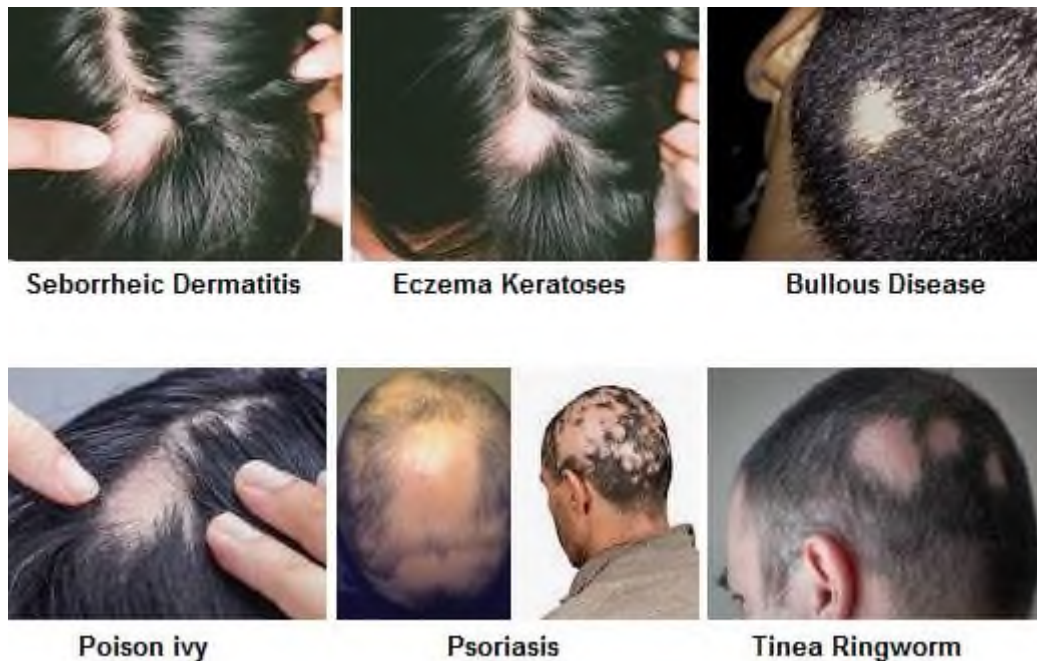 Seborrheic Dermatitis
Eczema Keratoses
Bullous Disease
Poison ivy
Psoriasis
Tinea Ringworm